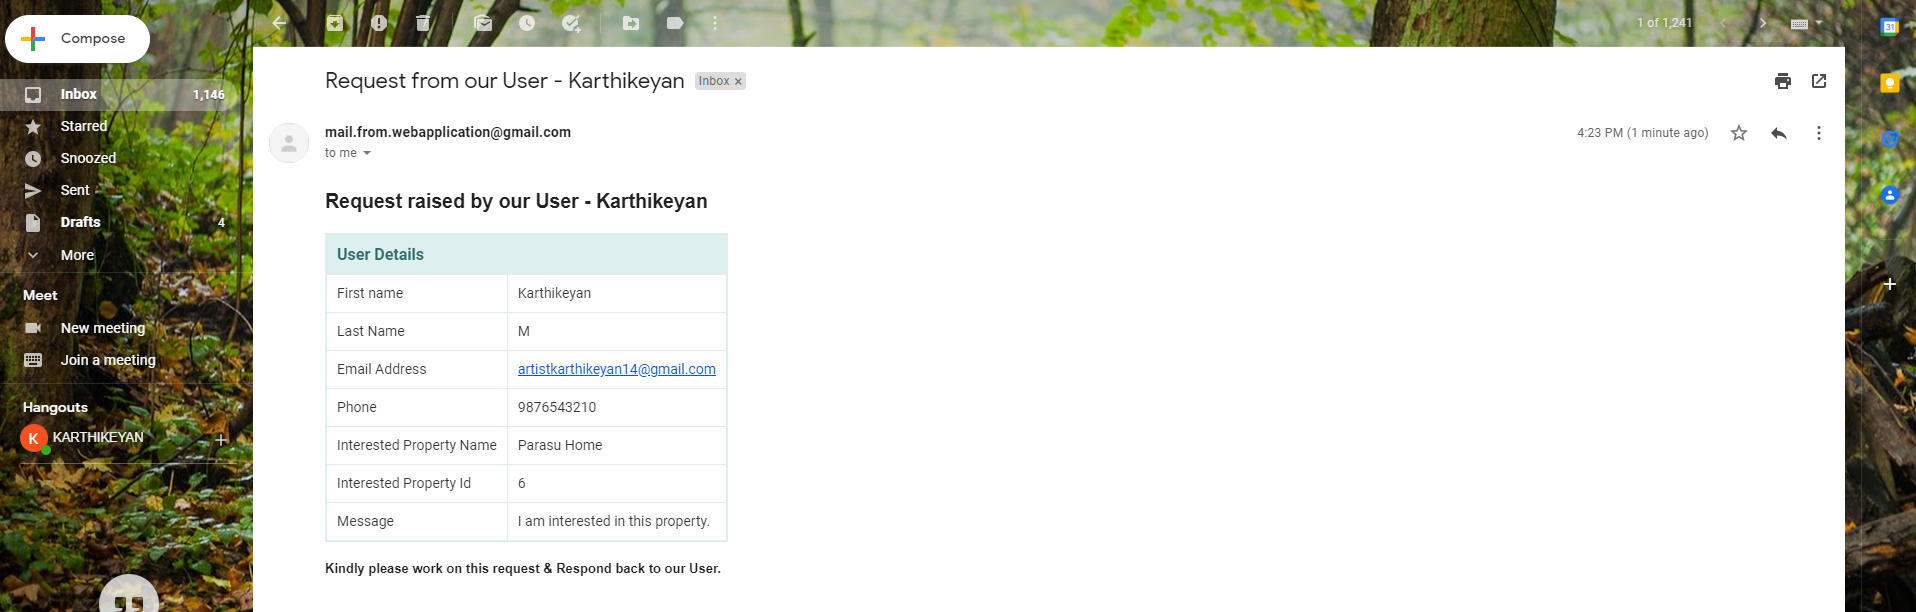 Compose
1 of 1,241
31
Inbox 1,146
Starred
Snoozed
Sent
Drafts 4
More
Meet
New meeting
Join a meeting
Hangouts
K KARTHIKEYAN
Request from our User - Karthikeyan Inbox
mail.from.webapplication@gmail.com 4:23 PM (1 minute ago)
to me
Request raised by our User - Karthikeyan
User Details
First name Karthikeyan
Last Name M
Email Address artistkarthikeyan14@gmail.com
Phone 9876543210
Interested Property Name Parasu Home
Interested Property Id 6
Message I am interested in this property.
Kindly please work on this request & Respond back to our User.